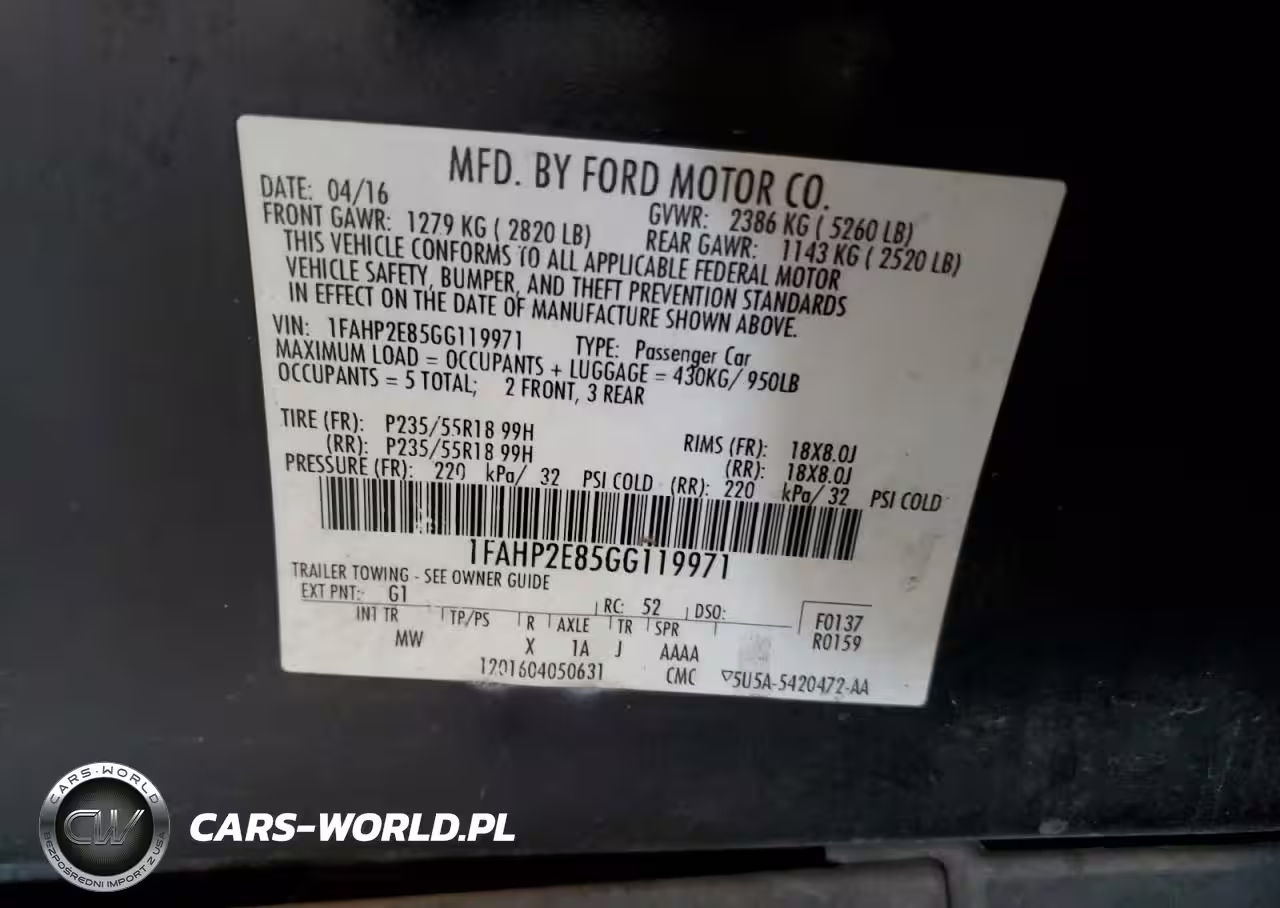 MFD. BY FORD MOTOR CO.
DATE: 04/16 GVWR: 2386 KG ( 5260 LB)
FRONT GAWR: 1279 KG ( 2820 LB) REAR GAWR: 1143 KG ( 2520 LB)
THIS VEHICLE CONFORMS TO ALL APPLICABLE FEDERAL MOTOR
VEHICLE SAFETY, BUMPER, AND THEFT PREVENTION STANDARDS
IN EFFECT ON THE DATE OF MANUFACTURE SHOWN ABOVE.
VIN: 1FAHP2E85GG119971 TYPE: Passenger Car
MAXIMUM LOAD = OCCUPANTS + LUGGAGE = 430KG/ 950LB
OCCUPANTS = 5 TOTAL; 2 FRONT, 3 REAR
TIRE (FR): P235/55R18 99H RIMS (FR): 18X8.0J
(RR): P235/55R18 99H (RR): 18X8.0J
PRESSURE (FR): 220 kPa/ 32 PSI COLD (RR): 220 kPa/ 32 PSI COLD
1FAHP2E85GG119971
TRAILER TOWING - SEE OWNER GUIDE
EXT PNT: G1 RC: 52 DSO: F0137
INT TR TP/PS R AXLE TR SPR R0159
MW X 1A J AAAA
1201604050631 CMC ▽5U5A-5420472-AA
CARS-WORLD
CW
BEZPOŚREDNI IMPORT Z USA
CARS-WORLD.PL